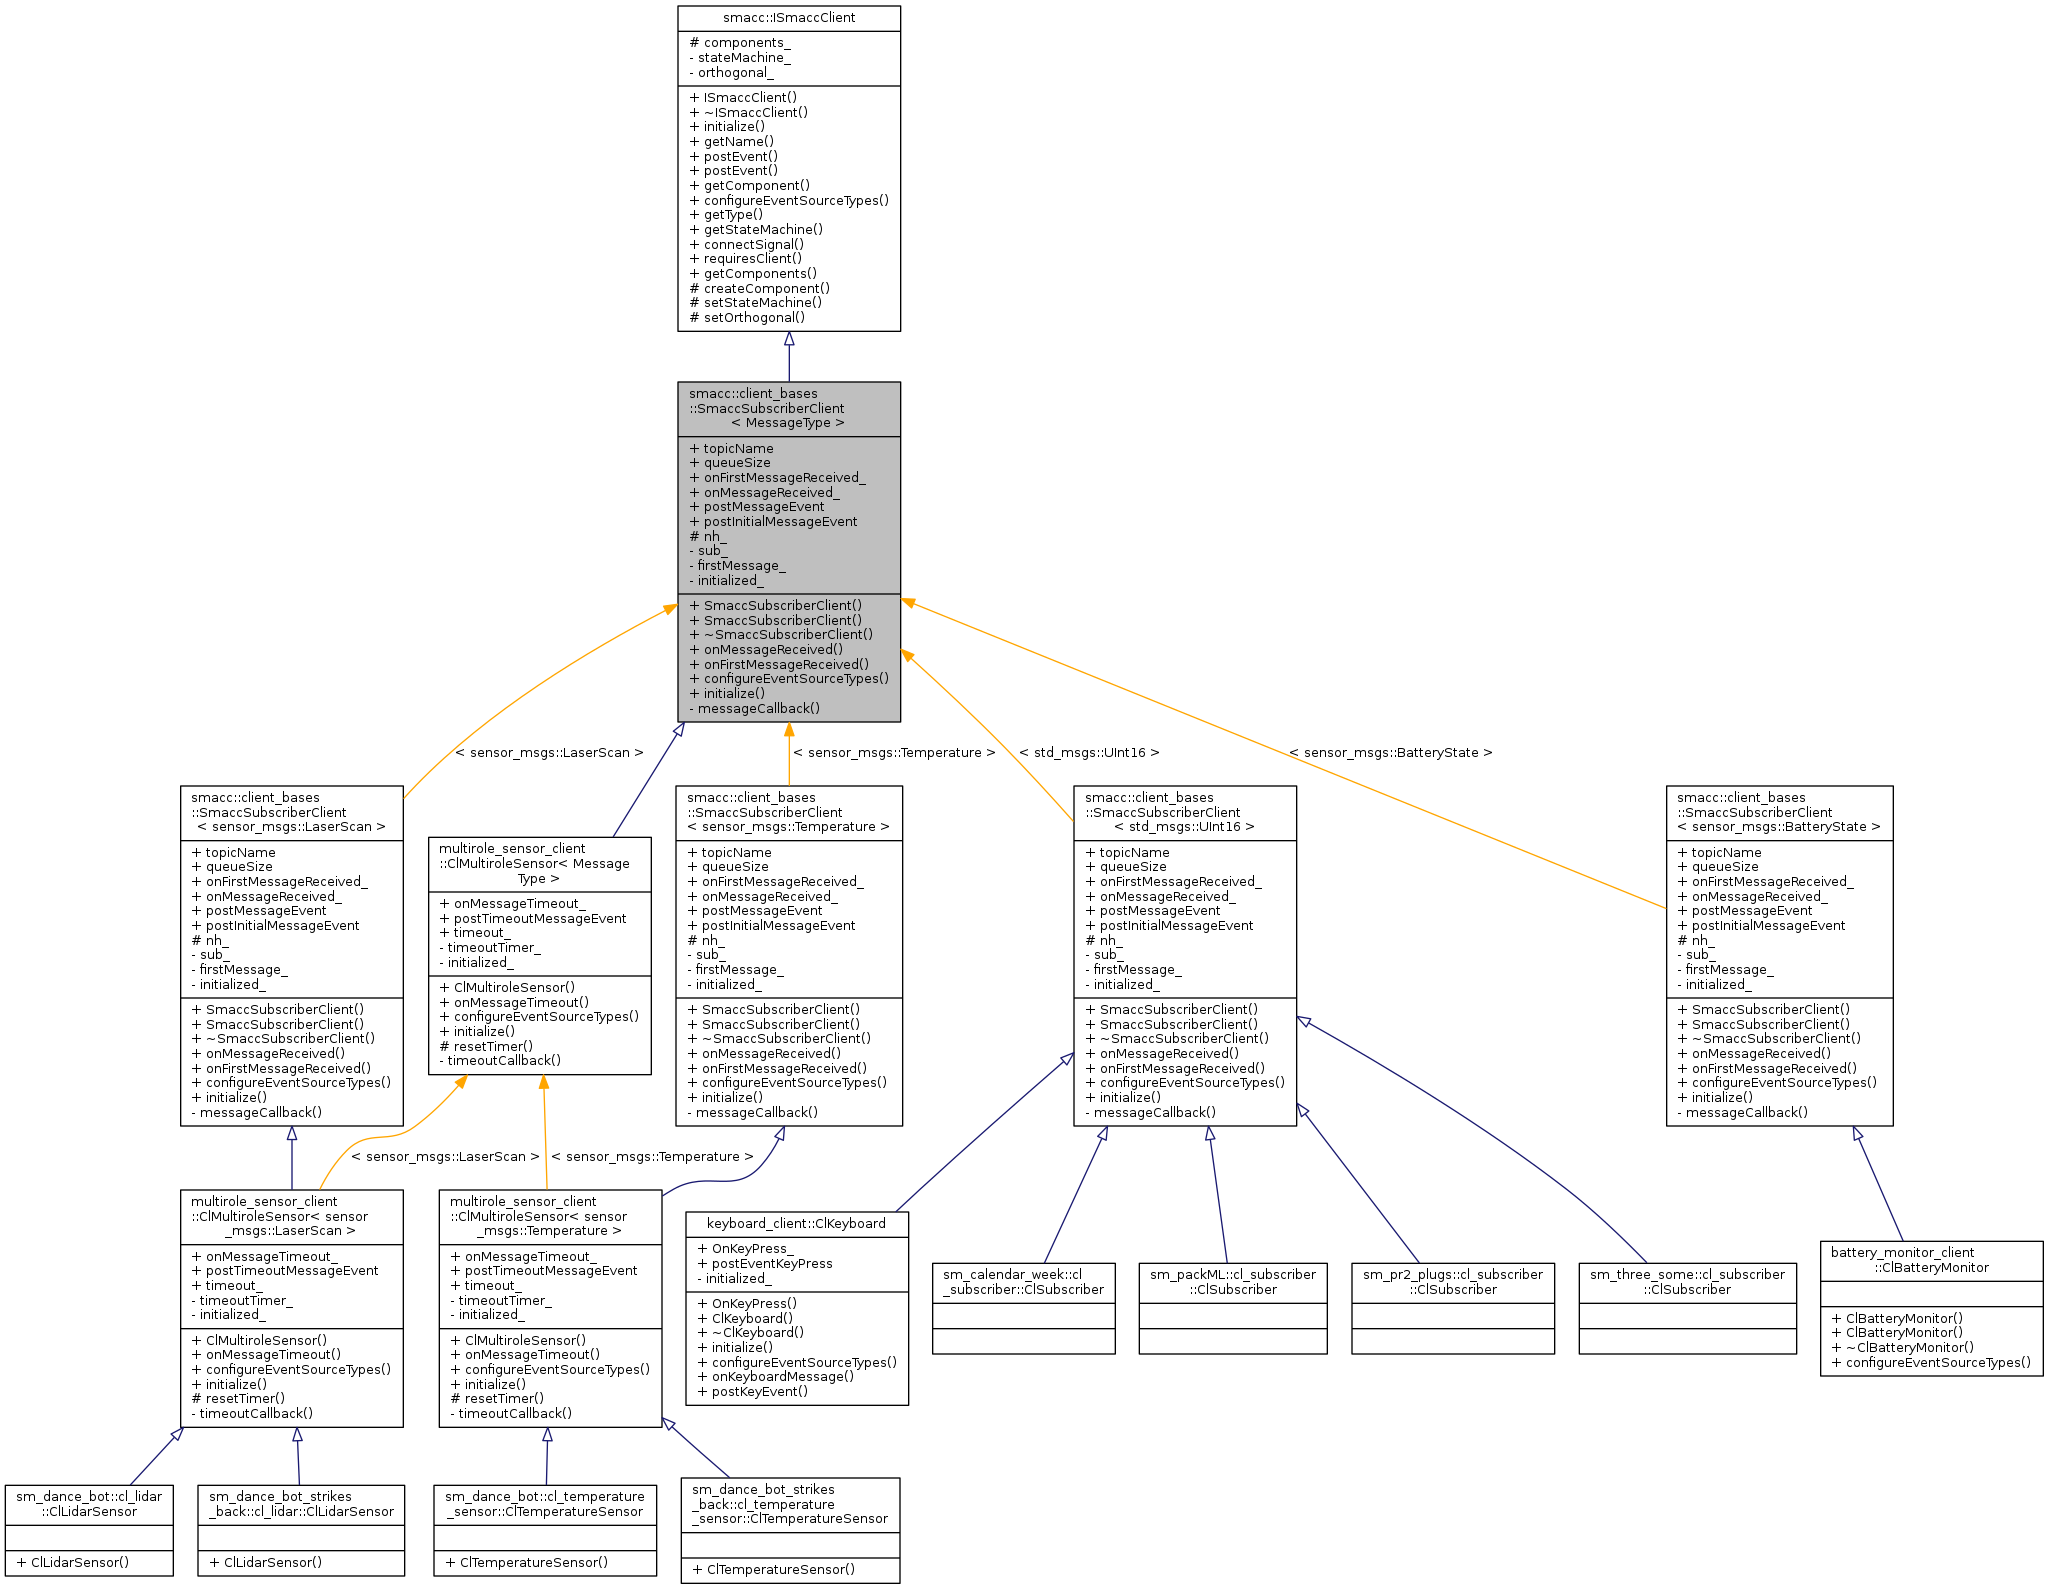 smacc::ISmaccClient
# components_
- stateMachine_
- orthogonal_
+ ISmaccClient()
+ ~ISmaccClient()
+ initialize()
+ getName()
+ postEvent()
+ postEvent()
+ getComponent()
+ configureEventSourceTypes()
+ getType()
+ getStateMachine()
+ connectSignal()
+ requiresClient()
+ getComponents()
# createComponent()
# setStateMachine()
# setOrthogonal()
smacc::client_bases
::SmaccSubscriberClient
< MessageType >
+ topicName
+ queueSize
+ onFirstMessageReceived_
+ onMessageReceived_
+ postMessageEvent
+ postInitialMessageEvent
# nh_
- sub_
- firstMessage_
- initialized_
+ SmaccSubscriberClient()
+ SmaccSubscriberClient()
+ ~SmaccSubscriberClient()
+ onMessageReceived()
+ onFirstMessageReceived()
+ configureEventSourceTypes()
+ initialize()
- messageCallback()
< sensor_msgs::LaserScan >
< sensor_msgs::Temperature >
< std_msgs::UInt16 >
< sensor_msgs::BatteryState >
smacc::client_bases
::SmaccSubscriberClient
< sensor_msgs::LaserScan >
+ topicName
+ queueSize
+ onFirstMessageReceived_
+ onMessageReceived_
+ postMessageEvent
+ postInitialMessageEvent
# nh_
- sub_
- firstMessage_
- initialized_
+ SmaccSubscriberClient()
+ SmaccSubscriberClient()
+ ~SmaccSubscriberClient()
+ onMessageReceived()
+ onFirstMessageReceived()
+ configureEventSourceTypes()
+ initialize()
- messageCallback()
multirole_sensor_client
::ClMultiroleSensor< Message
Type >
+ onMessageTimeout_
+ postTimeoutMessageEvent
+ timeout_
- timeoutTimer_
- initialized_
+ ClMultiroleSensor()
+ onMessageTimeout()
+ configureEventSourceTypes()
+ initialize()
# resetTimer()
- timeoutCallback()
smacc::client_bases
::SmaccSubscriberClient
< sensor_msgs::Temperature >
+ topicName
+ queueSize
+ onFirstMessageReceived_
+ onMessageReceived_
+ postMessageEvent
+ postInitialMessageEvent
# nh_
- sub_
- firstMessage_
- initialized_
+ SmaccSubscriberClient()
+ SmaccSubscriberClient()
+ ~SmaccSubscriberClient()
+ onMessageReceived()
+ onFirstMessageReceived()
+ configureEventSourceTypes()
+ initialize()
- messageCallback()
smacc::client_bases
::SmaccSubscriberClient
< std_msgs::UInt16 >
+ topicName
+ queueSize
+ onFirstMessageReceived_
+ onMessageReceived_
+ postMessageEvent
+ postInitialMessageEvent
# nh_
- sub_
- firstMessage_
- initialized_
+ SmaccSubscriberClient()
+ SmaccSubscriberClient()
+ ~SmaccSubscriberClient()
+ onMessageReceived()
+ onFirstMessageReceived()
+ configureEventSourceTypes()
+ initialize()
- messageCallback()
smacc::client_bases
::SmaccSubscriberClient
< sensor_msgs::BatteryState >
+ topicName
+ queueSize
+ onFirstMessageReceived_
+ onMessageReceived_
+ postMessageEvent
+ postInitialMessageEvent
# nh_
- sub_
- firstMessage_
- initialized_
+ SmaccSubscriberClient()
+ SmaccSubscriberClient()
+ ~SmaccSubscriberClient()
+ onMessageReceived()
+ onFirstMessageReceived()
+ configureEventSourceTypes()
+ initialize()
- messageCallback()
< sensor_msgs::LaserScan >
< sensor_msgs::Temperature >
multirole_sensor_client
::ClMultiroleSensor< sensor
_msgs::LaserScan >
+ onMessageTimeout_
+ postTimeoutMessageEvent
+ timeout_
- timeoutTimer_
- initialized_
+ ClMultiroleSensor()
+ onMessageTimeout()
+ configureEventSourceTypes()
+ initialize()
# resetTimer()
- timeoutCallback()
multirole_sensor_client
::ClMultiroleSensor< sensor
_msgs::Temperature >
+ onMessageTimeout_
+ postTimeoutMessageEvent
+ timeout_
- timeoutTimer_
- initialized_
+ ClMultiroleSensor()
+ onMessageTimeout()
+ configureEventSourceTypes()
+ initialize()
# resetTimer()
- timeoutCallback()
keyboard_client::ClKeyboard
+ OnKeyPress_
+ postEventKeyPress
- initialized_
+ OnKeyPress()
+ ClKeyboard()
+ ~ClKeyboard()
+ initialize()
+ configureEventSourceTypes()
+ onKeyboardMessage()
+ postKeyEvent()
sm_calendar_week::cl
_subscriber::ClSubscriber
sm_packML::cl_subscriber
::ClSubscriber
sm_pr2_plugs::cl_subscriber
::ClSubscriber
sm_three_some::cl_subscriber
::ClSubscriber
battery_monitor_client
::ClBatteryMonitor
+ ClBatteryMonitor()
+ ClBatteryMonitor()
+ ~ClBatteryMonitor()
+ configureEventSourceTypes()
sm_dance_bot::cl_lidar
::ClLidarSensor
+ ClLidarSensor()
sm_dance_bot_strikes
_back::cl_lidar::ClLidarSensor
+ ClLidarSensor()
sm_dance_bot::cl_temperature
_sensor::ClTemperatureSensor
+ ClTemperatureSensor()
sm_dance_bot_strikes
_back::cl_temperature
_sensor::ClTemperatureSensor
+ ClTemperatureSensor()